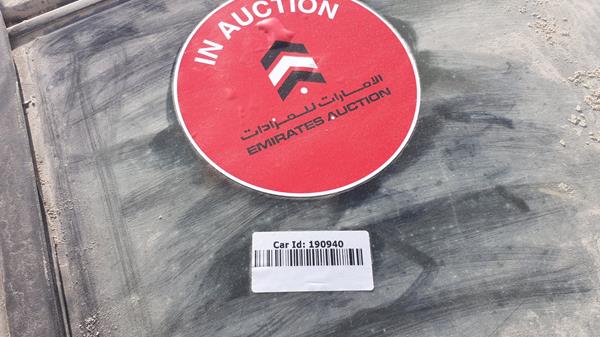 IN AUCTION
الامارات للمزادات
EMIRATES AUCTION
Car Id: 190940